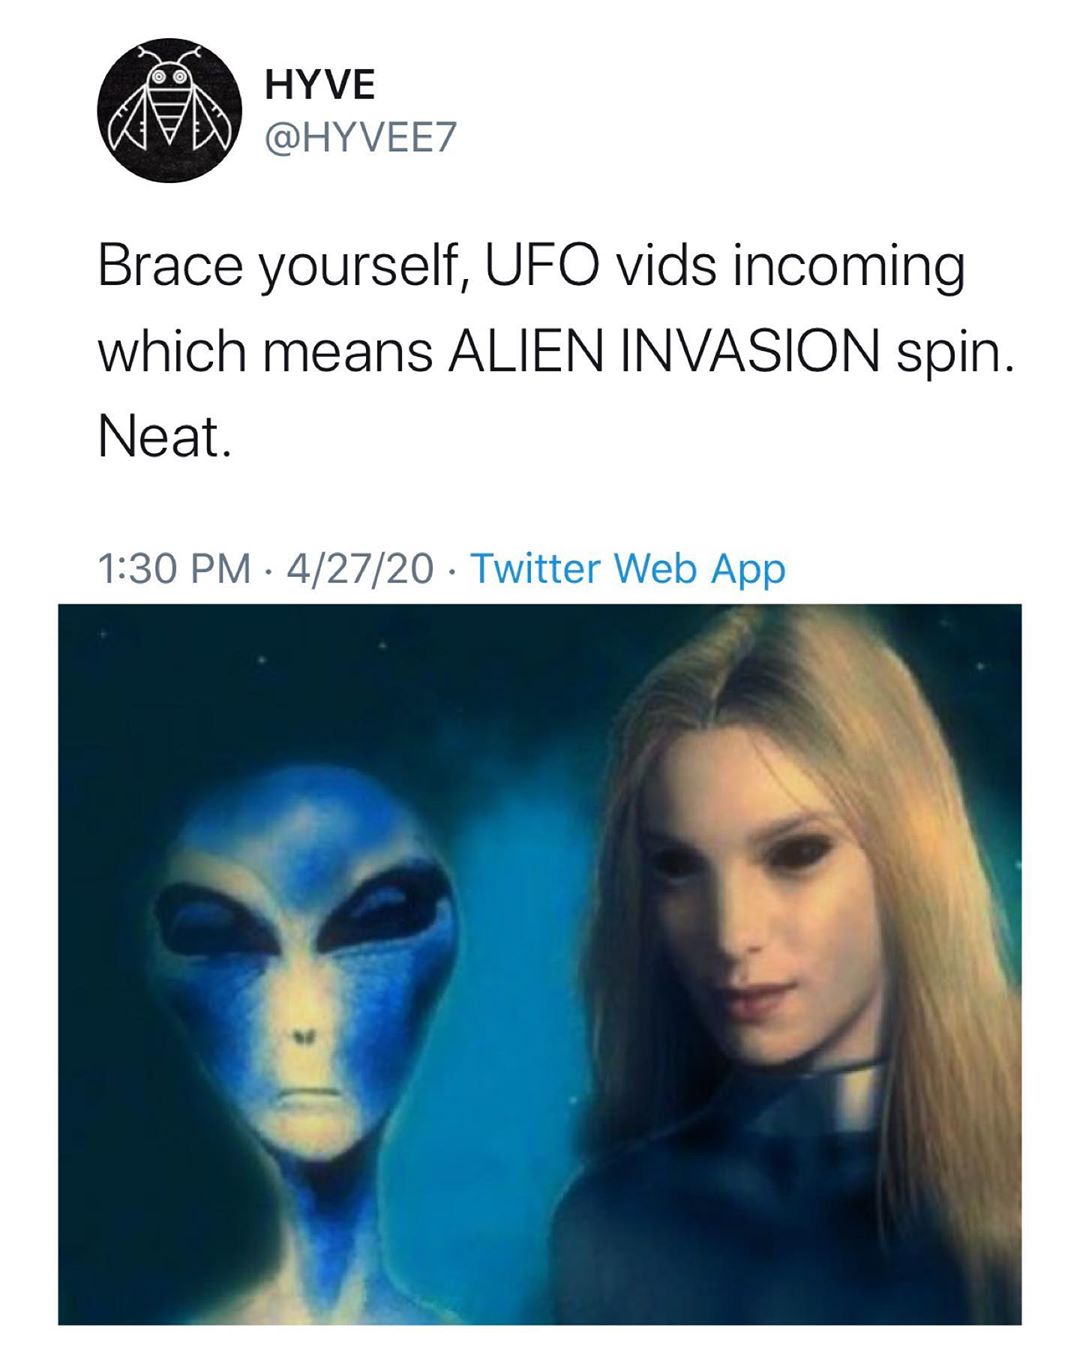 HYVE
@HYVEE7
Brace yourself, UFO vids incoming
which means ALIEN INVASION spin.
Neat.
1:30 PM · 4/27/20 · Twitter Web App